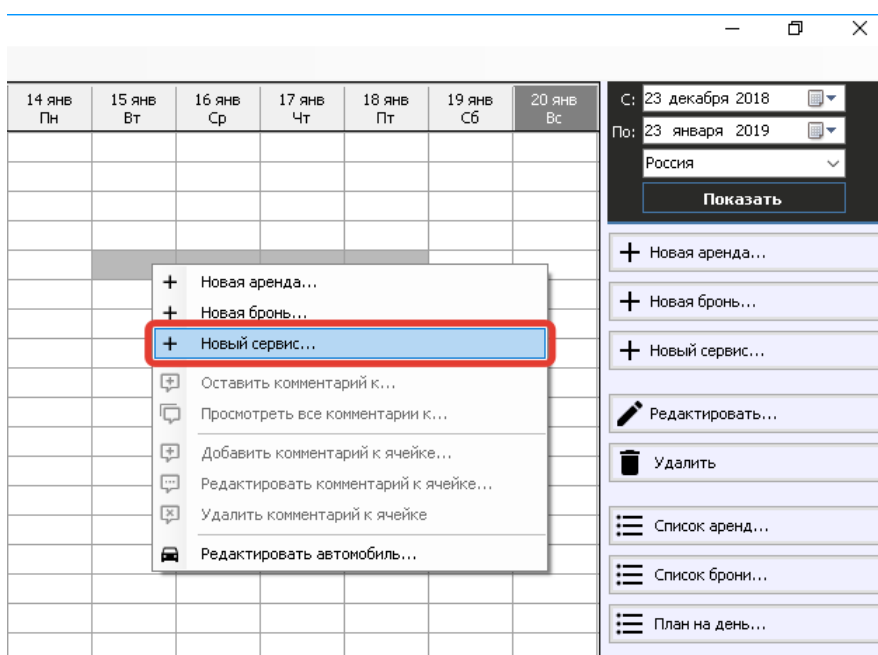 14 янв 15 янв 16 янв 17 янв 18 янв 19 янв 20 янв
Пн Вт Ср Чт Пт Сб Вс
С: 23 декабря 2018
По: 23 января 2019
Россия
Показать
Новая аренда...
Новая бронь...
Новый сервис...
Оставить комментарий к...
Просмотреть все комментарии к...
Добавить комментарий к ячейке...
Редактировать комментарий к ячейке...
Удалить комментарий к ячейке
Редактировать автомобиль...
Новая аренда...
Новая бронь...
Новый сервис...
Редактировать...
Удалить
Список аренд...
Список брони...
План на день...